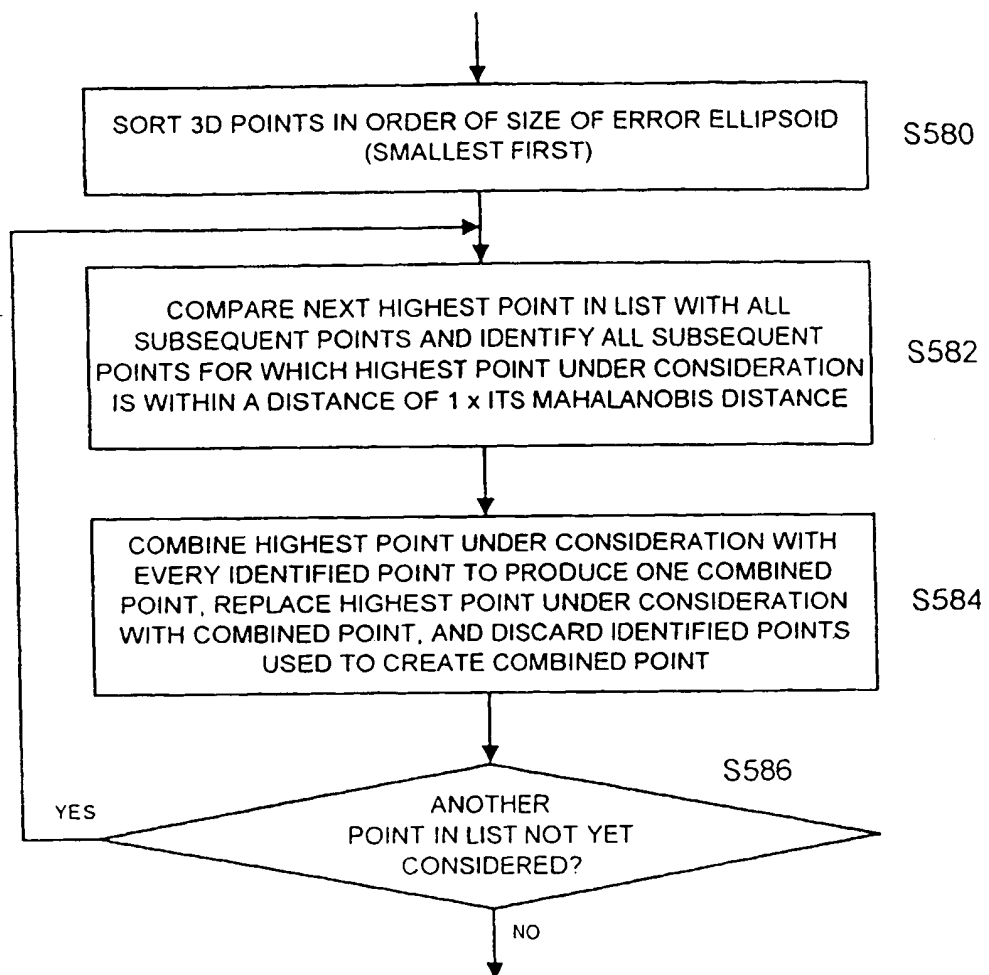 SORT 3D POINTS IN ORDER OF SIZE OF ERROR ELLIPSOID
(SMALLEST FIRST)
S580
COMPARE NEXT HIGHEST POINT IN LIST WITH ALL
SUBSEQUENT POINTS AND IDENTIFY ALL SUBSEQUENT
POINTS FOR WHICH HIGHEST POINT UNDER CONSIDERATION
IS WITHIN A DISTANCE OF 1 x ITS MAHALANOBIS DISTANCE
S582
COMBINE HIGHEST POINT UNDER CONSIDERATION WITH
EVERY IDENTIFIED POINT TO PRODUCE ONE COMBINED
POINT, REPLACE HIGHEST POINT UNDER CONSIDERATION
WITH COMBINED POINT, AND DISCARD IDENTIFIED POINTS
USED TO CREATE COMBINED POINT
S584
S586
YES
ANOTHER
POINT IN LIST NOT YET
CONSIDERED?
NO